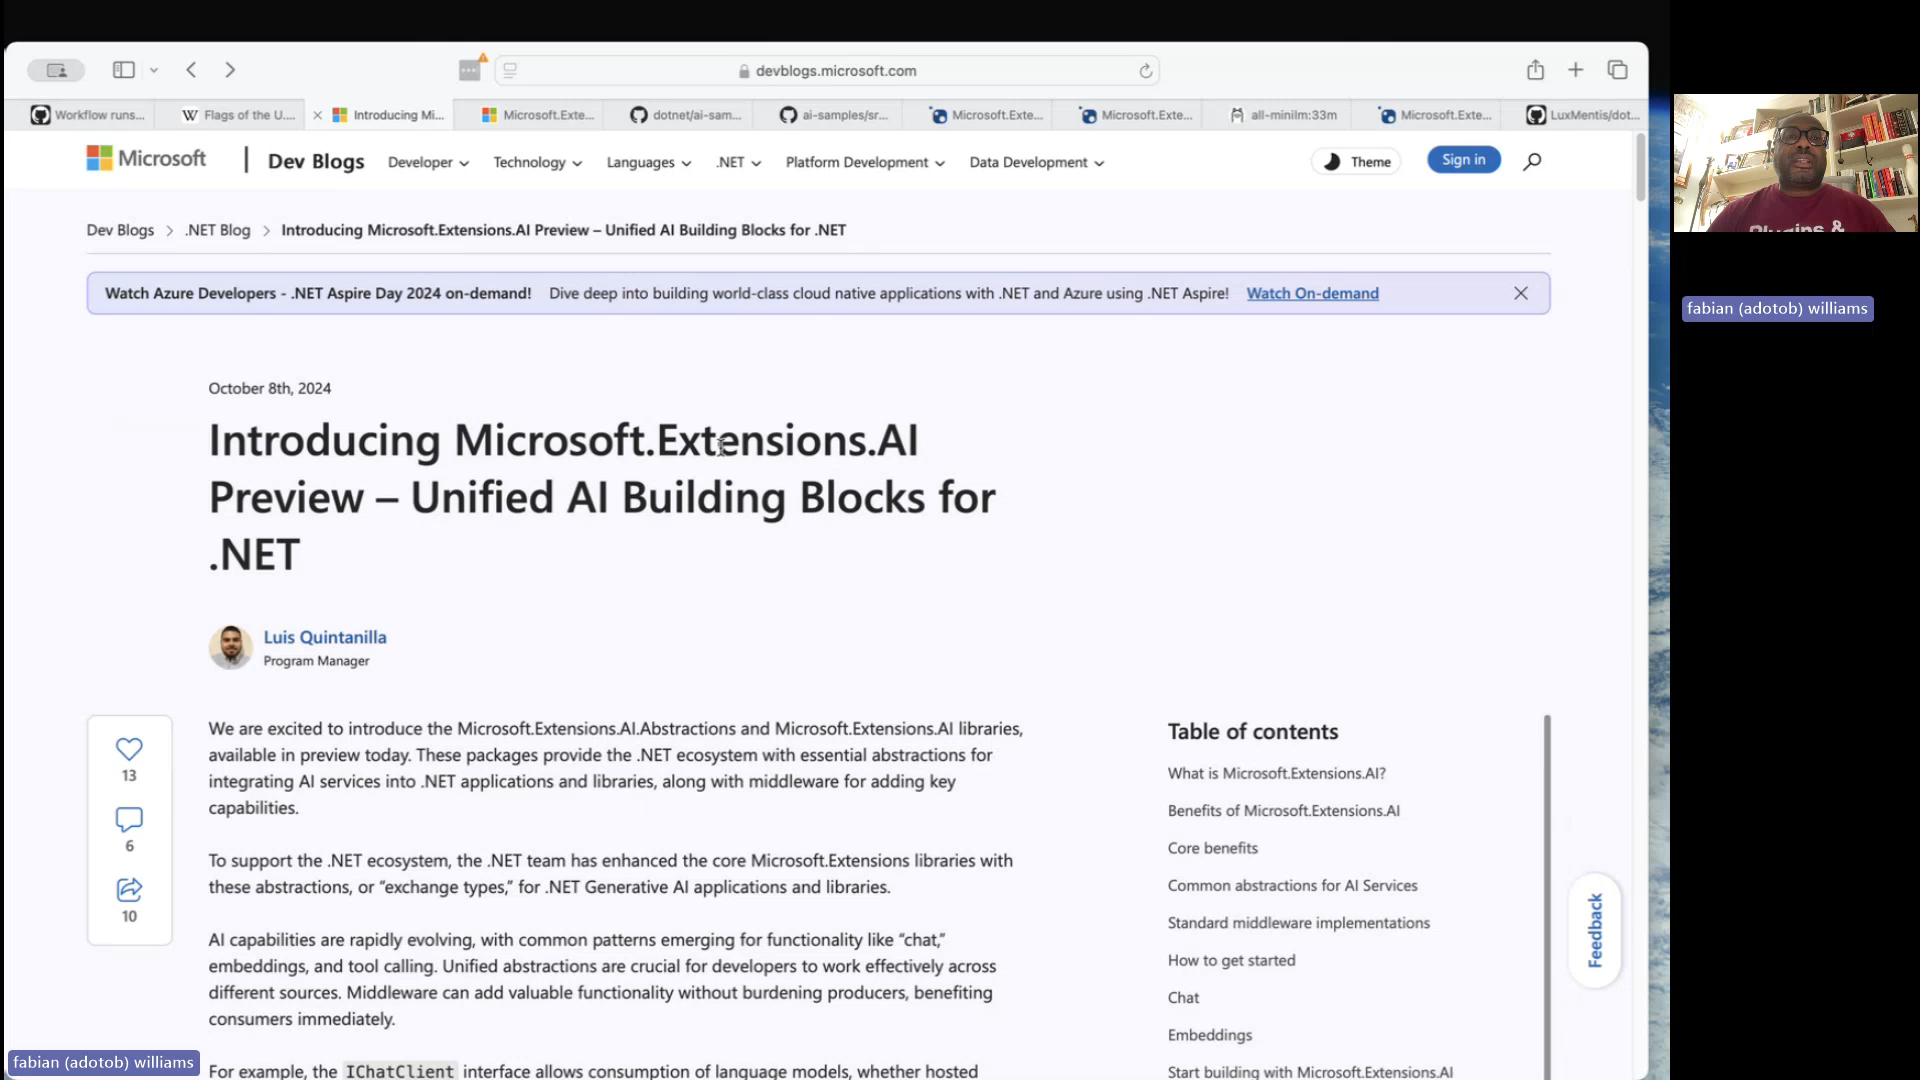 devblogs.microsoft.com
Workflow runs...
Flags of the U....
Introducing Mi...
Microsoft.Exte...
dotnet/ai-sam...
ai-samples/sr...
Microsoft.Exte...
Microsoft.Exte...
all-minilm:33m
Microsoft.Exte...
LuxMentis/dot...
Microsoft
Dev Blogs
Developer
Technology
Languages
.NET
Platform Development
Data Development
Theme
Sign in
Dev Blogs > .NET Blog > Introducing Microsoft.Extensions.AI Preview – Unified AI Building Blocks for .NET
Watch Azure Developers - .NET Aspire Day 2024 on-demand! Dive deep into building world-class cloud native applications with .NET and Azure using .NET Aspire! Watch On-demand
October 8th, 2024
Introducing Microsoft.Extensions.AI
Preview – Unified AI Building Blocks for
.NET
Luis Quintanilla
Program Manager
13
6
10
We are excited to introduce the Microsoft.Extensions.AI.Abstractions and Microsoft.Extensions.AI libraries,
available in preview today. These packages provide the .NET ecosystem with essential abstractions for
integrating AI services into .NET applications and libraries, along with middleware for adding key
capabilities.
To support the .NET ecosystem, the .NET team has enhanced the core Microsoft.Extensions libraries with
these abstractions, or “exchange types,” for .NET Generative AI applications and libraries.
AI capabilities are rapidly evolving, with common patterns emerging for functionality like “chat,”
embeddings, and tool calling. Unified abstractions are crucial for developers to work effectively across
different sources. Middleware can add valuable functionality without burdening producers, benefiting
consumers immediately.
For example, the IChatClient interface allows consumption of language models, whether hosted
Table of contents
What is Microsoft.Extensions.AI?
Benefits of Microsoft.Extensions.AI
Core benefits
Common abstractions for AI Services
Standard middleware implementations
How to get started
Chat
Embeddings
Start building with Microsoft.Extensions.AI
Feedback
fabian (adotob) williams
Plugins &
fabian (adotob) williams